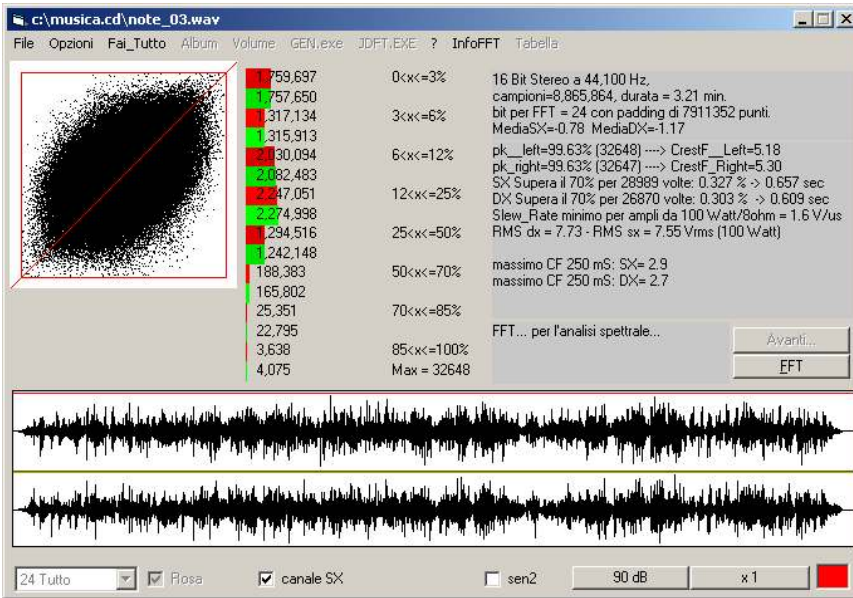 c:\musica.cd\note_03.wav
File Opzioni Fai_Tutto Album Volume GEN.exe JDFT.EXE ? InfoFFT Tabella
1,759,697 0<x<=3%
1,757,650
1,317,134 3<x<=6%
1,315,913
2,030,094 6<x<=12%
2,082,483
2,247,051 12<x<=25%
2,274,998
1,294,516 25<x<=50%
1,242,148
188,383 50<x<=70%
165,802
25,351 70<x<=85%
22,795
3,638 85<x<=100%
4,075 Max = 32648
16 Bit Stereo a 44,100 Hz,
campioni=8,865,864, durata = 3.21 min.
bit per FFT = 24 con padding di 7911352 punti.
MediaSX=-0.78 MediaDX=-1.17
pk__left=99.63% (32648) ----> CrestF__Left=5.18
pk_right=99.63% (32647) ----> CrestF_Right=5.30
SX Supera il 70% per 28989 volte: 0.327 % -> 0.657 sec
DX Supera il 70% per 26870 volte: 0.303 % -> 0.609 sec
Slew_Rate minimo per ampli da 100 Watt/8ohm = 1.6 V/us
RMS dx = 7.73 - RMS sx = 7.55 Vrms (100 Watt)
massimo CF 250 mS: SX= 2.9
massimo CF 250 mS: DX= 2.7
FFT... per l'analisi spettrale...
Avanti...
FFT
24 Tutto Rosa canale SX sen2 90 dB x 1